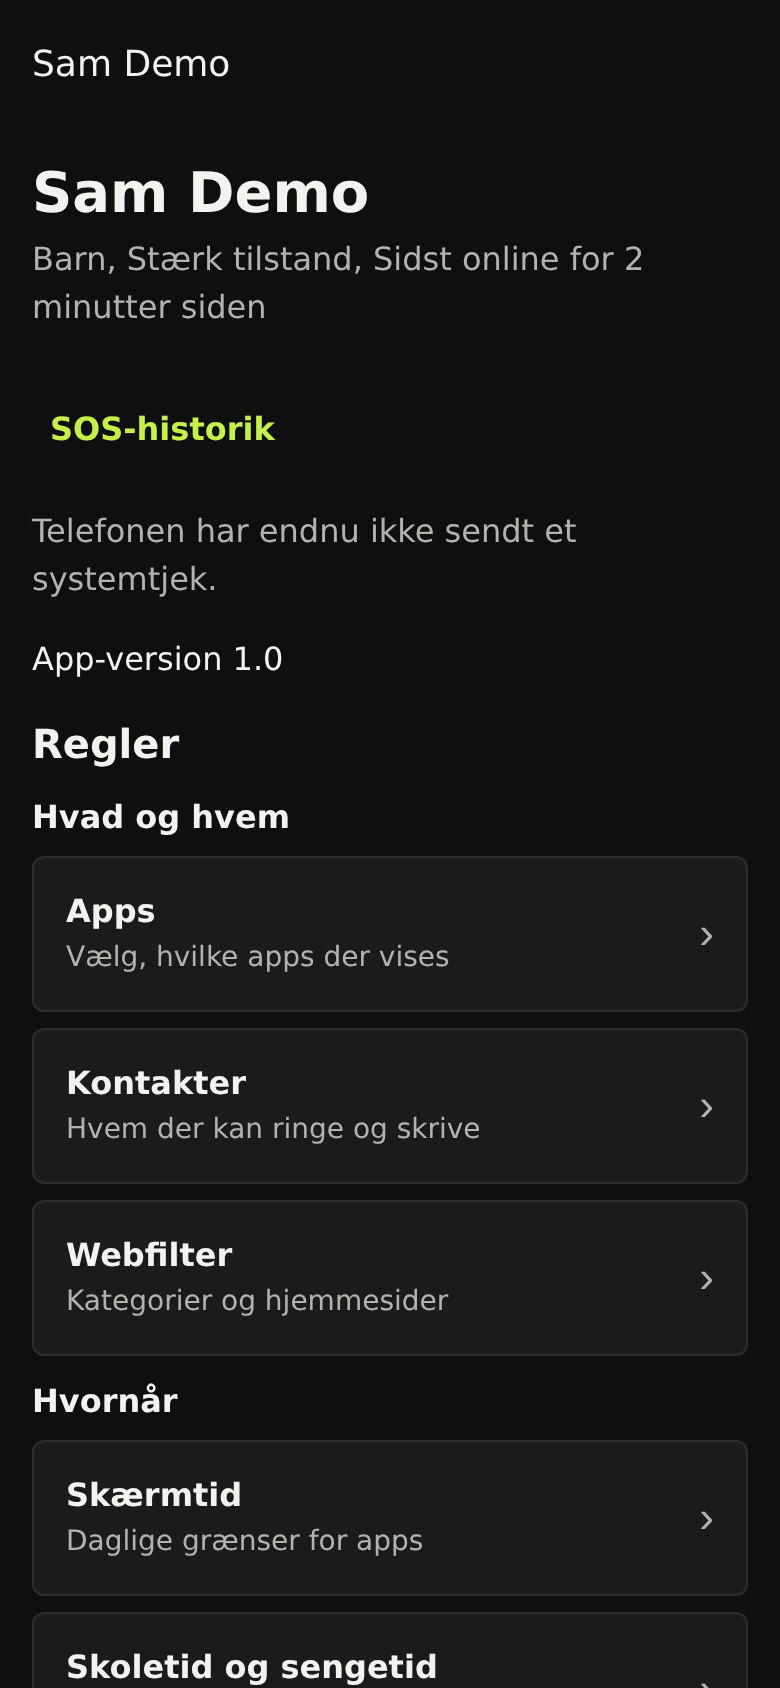 Sam Demo
Sam Demo
Barn, Stærk tilstand, Sidst online for 2
minutter siden
SOS-historik
Telefonen har endnu ikke sendt et
systemtjek.
App-version 1.0
Regler
Hvad og hvem
Apps
Vælg, hvilke apps der vises
Kontakter
Hvem der kan ringe og skrive
Webfilter
Kategorier og hjemmesider
Hvornår
Skærmtid
Daglige grænser for apps
Skoletid og sengetid